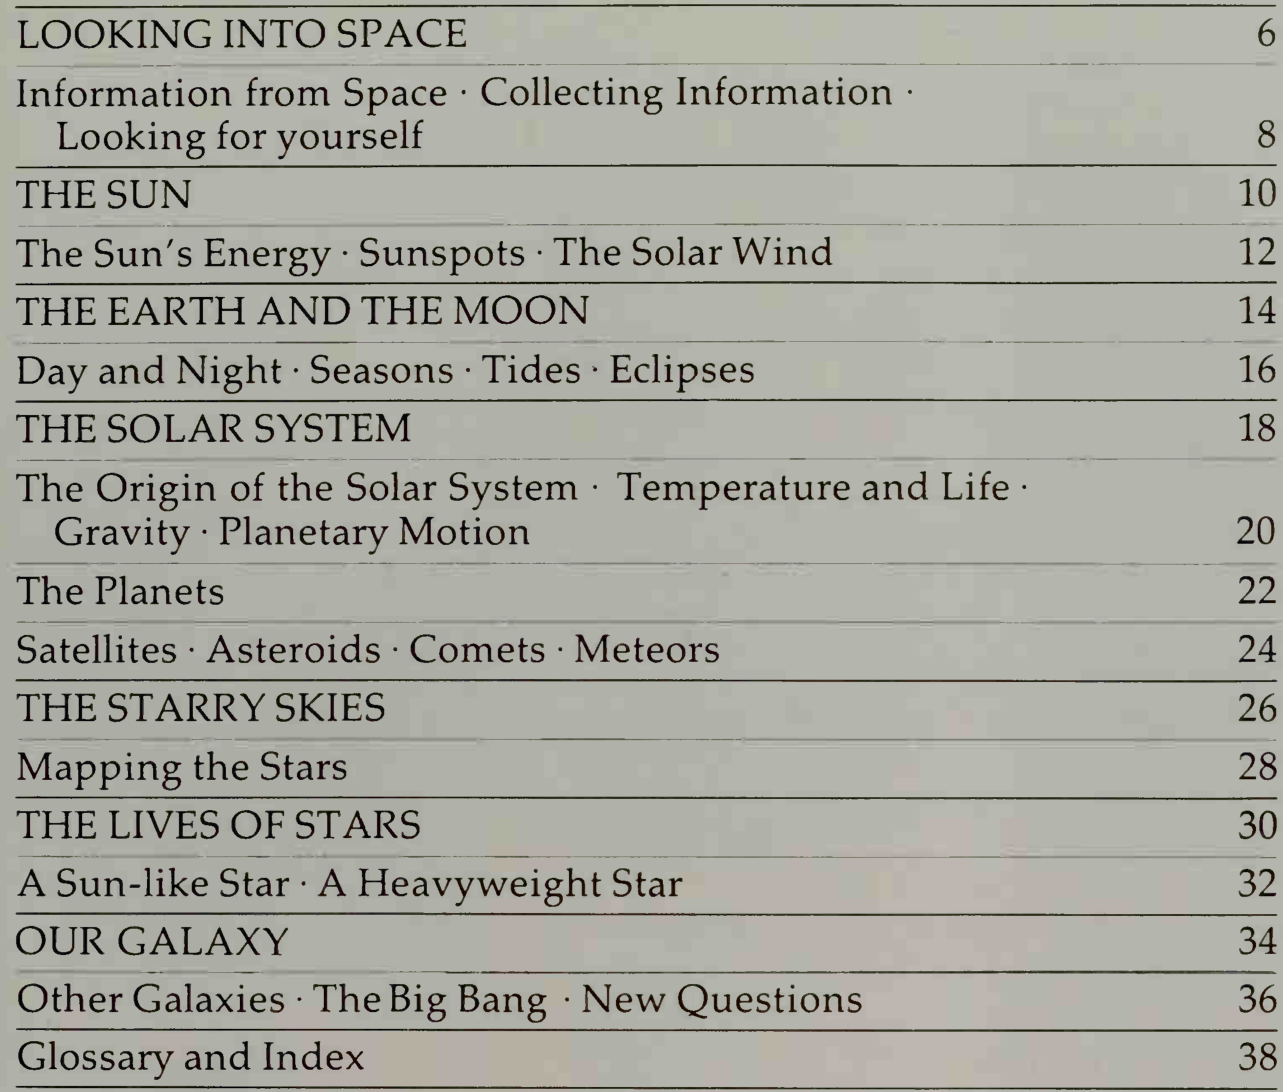 LOOKING INTO SPACE 6
Information from Space · Collecting Information ·
Looking for yourself 8
THE SUN 10
The Sun's Energy · Sunspots · The Solar Wind 12
THE EARTH AND THE MOON 14
Day and Night · Seasons · Tides · Eclipses 16
THE SOLAR SYSTEM 18
The Origin of the Solar System · Temperature and Life ·
Gravity · Planetary Motion 20
The Planets 22
Satellites · Asteroids · Comets · Meteors 24
THE STARRY SKIES 26
Mapping the Stars 28
THE LIVES OF STARS 30
A Sun-like Star · A Heavyweight Star 32
OUR GALAXY 34
Other Galaxies · The Big Bang · New Questions 36
Glossary and Index 38